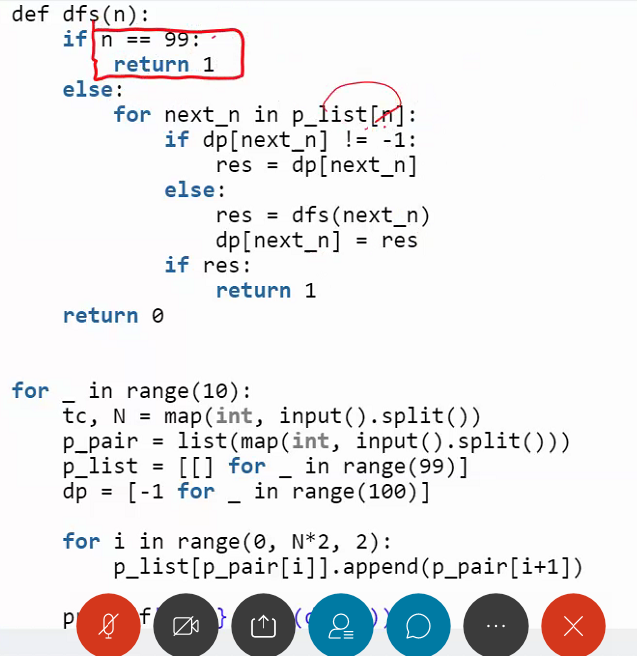 def dfs(n):
    if n == 99:
        return 1
    else:
        for next_n in p_list[n]:
            if dp[next_n] != -1:
                res = dp[next_n]
            else:
                res = dfs(next_n)
                dp[next_n] = res
            if res:
                return 1
    return 0
for _ in range(10):
    tc, N = map(int, input().split())
    p_pair = list(map(int, input().split()))
    p_list = [[] for _ in range(99)]
    dp = [-1 for _ in range(100)]
    for i in range(0, N*2, 2):
        p_list[p_pair[i]].append(p_pair[i+1])